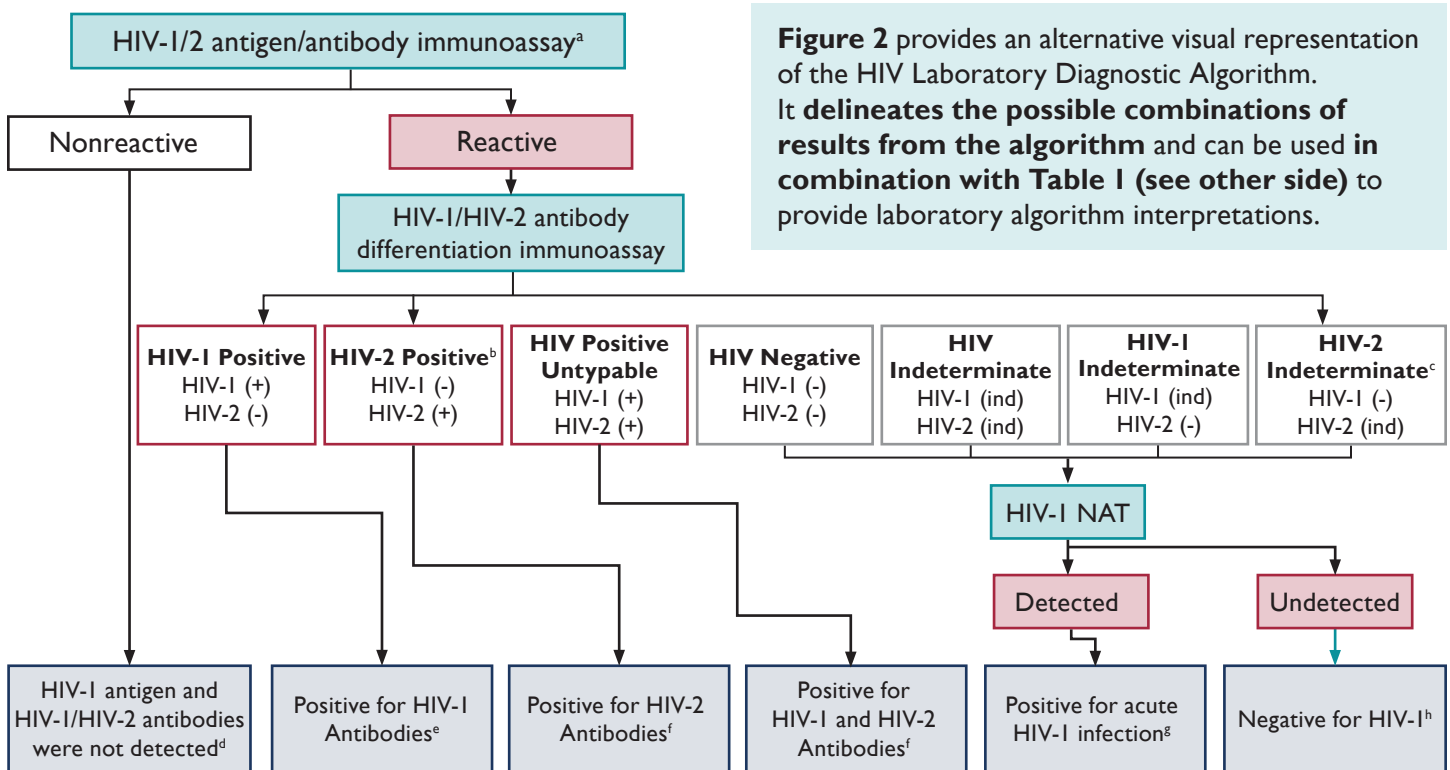 HIV-1/2 antigen/antibody immunoassayᵃ
Figure 2 provides an alternative visual representation
of the HIV Laboratory Diagnostic Algorithm.
It delineates the possible combinations of
results from the algorithm and can be used in
combination with Table 1 (see other side) to
provide laboratory algorithm interpretations.
Nonreactive
Reactive
HIV-1/HIV-2 antibody
differentiation immunoassay
HIV-1 Positive
HIV-1 (+)
HIV-2 (-)
HIV-2 Positiveᵇ
HIV-1 (-)
HIV-2 (+)
HIV Positive
Untypable
HIV-1 (+)
HIV-2 (+)
HIV Negative
HIV-1 (-)
HIV-2 (-)
HIV
Indeterminate
HIV-1 (ind)
HIV-2 (ind)
HIV-1
Indeterminate
HIV-1 (ind)
HIV-2 (-)
HIV-2
Indeterminateᶜ
HIV-1 (-)
HIV-2 (ind)
HIV-1 NAT
Detected
Undetected
HIV-1 antigen and
HIV-1/HIV-2 antibodies
were not detectedᵈ
Positive for HIV-1
Antibodiesᵉ
Positive for HIV-2
Antibodiesᶠ
Positive for
HIV-1 and HIV-2
Antibodiesᶠ
Positive for acute
HIV-1 infectionᵍ
Negative for HIV-1ʰ